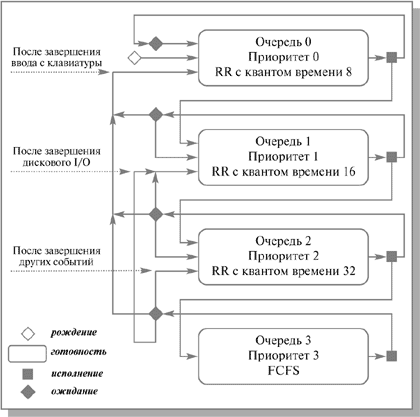 Очередь 0
Приоритет 0
RR с квантом времени 8
После завершения
ввода с клавиатуры
Очередь 1
Приоритет 1
RR с квантом времени 16
После завершения
дискового I/O
Очередь 2
Приоритет 2
RR с квантом времени 32
После завершения
других событий
Очередь 3
Приоритет 3
FCFS
рождение
готовность
исполнение
ожидание